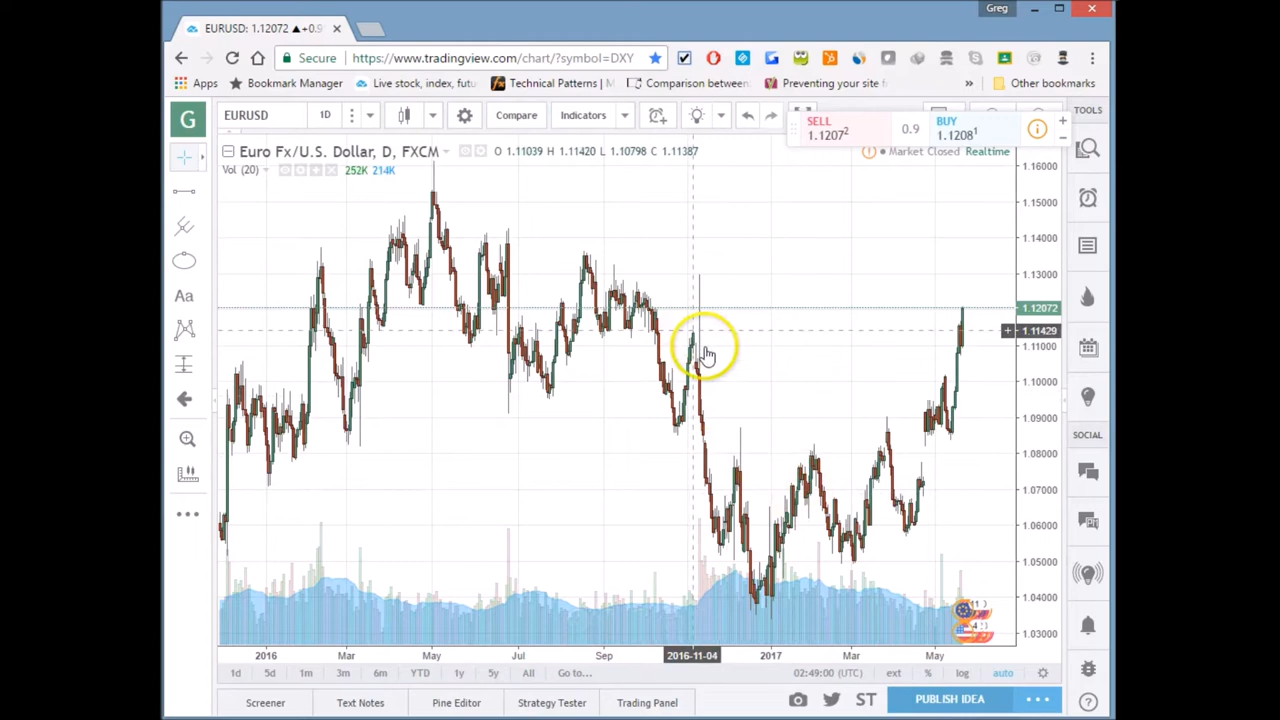 Greg
EURUSD: 1.12072 ▲+0.9
Secure
https://www.tradingview.com/chart/?symbol=DXY
Apps
Bookmark Manager
Live stock, index, futu
Technical Patterns | M
Comparison between
Preventing your site-
»
Other bookmarks
G
EURUSD
1D
Compare
Indicators
SELL
1.1207²
0.9
BUY
1.1208¹
TOOLS
Euro Fx/U.S. Dollar, D, FXCM
O 1.11039 H 1.11420 L 1.10798 C 1.11387
Market Closed Realtime
Vol (20)
252K 214K
1.16000
1.15000
1.14000
1.13000
1.12072
1.11429
1.11000
1.10000
1.09000
1.08000
1.07000
1.06000
1.05000
1.04000
1.03000
Aa
SOCIAL
2016
Mar
May
Jul
Sep
2016-11-04
2017
Mar
May
1d
5d
1m
3m
6m
YTD
1y
5y
All
Go to...
02:49:00 (UTC)
ext
%
log
auto
Screener
Text Notes
Pine Editor
Strategy Tester
Trading Panel
ST
PUBLISH IDEA